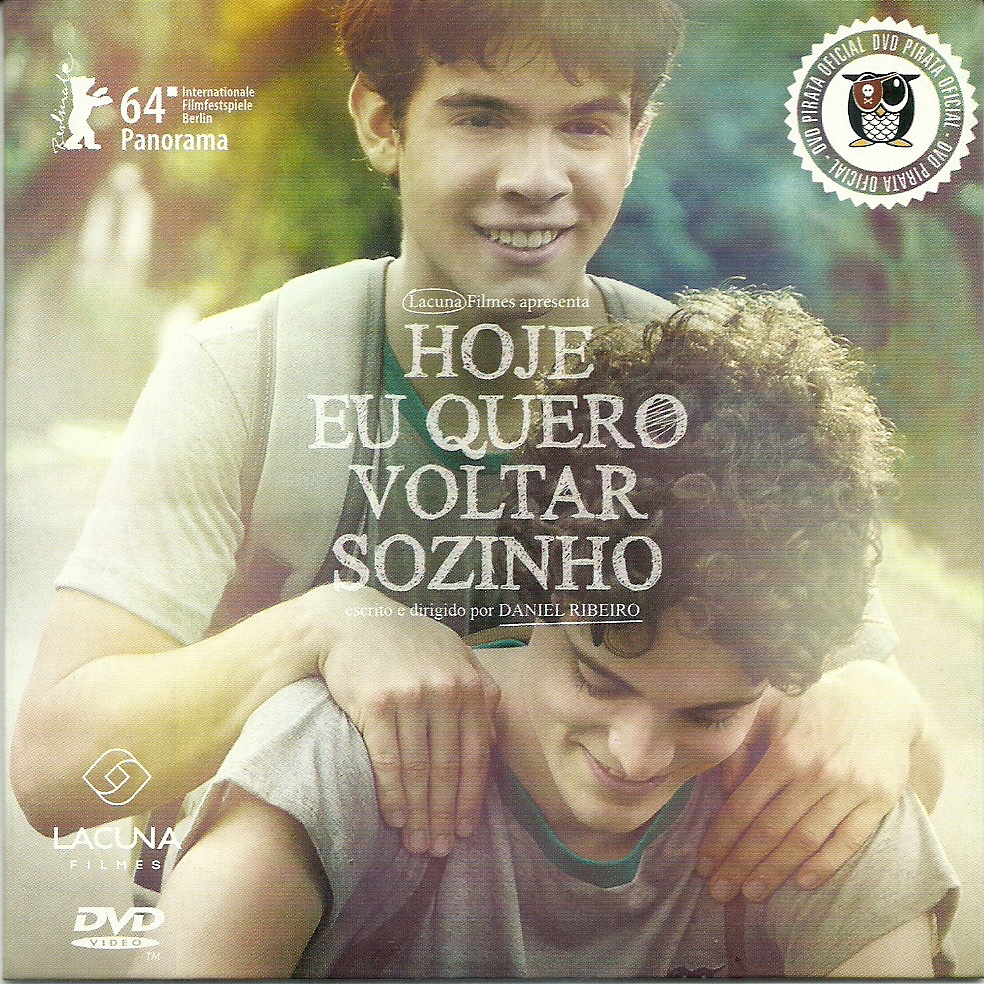 Berlinale
64
Internationale
Filmfestspiele
Berlin
Panorama
DVD PIRATA OFICIAL · DVD PIRATA OFICIAL · DVD PIRATA OFICIAL ·
Lacuna Filmes apresenta
HOJE
EU QUERO
VOLTAR
SOZINHO
escrito e dirigido por DANIEL RIBEIRO
LACUNA
FILMES
DVD
VIDEO
TM